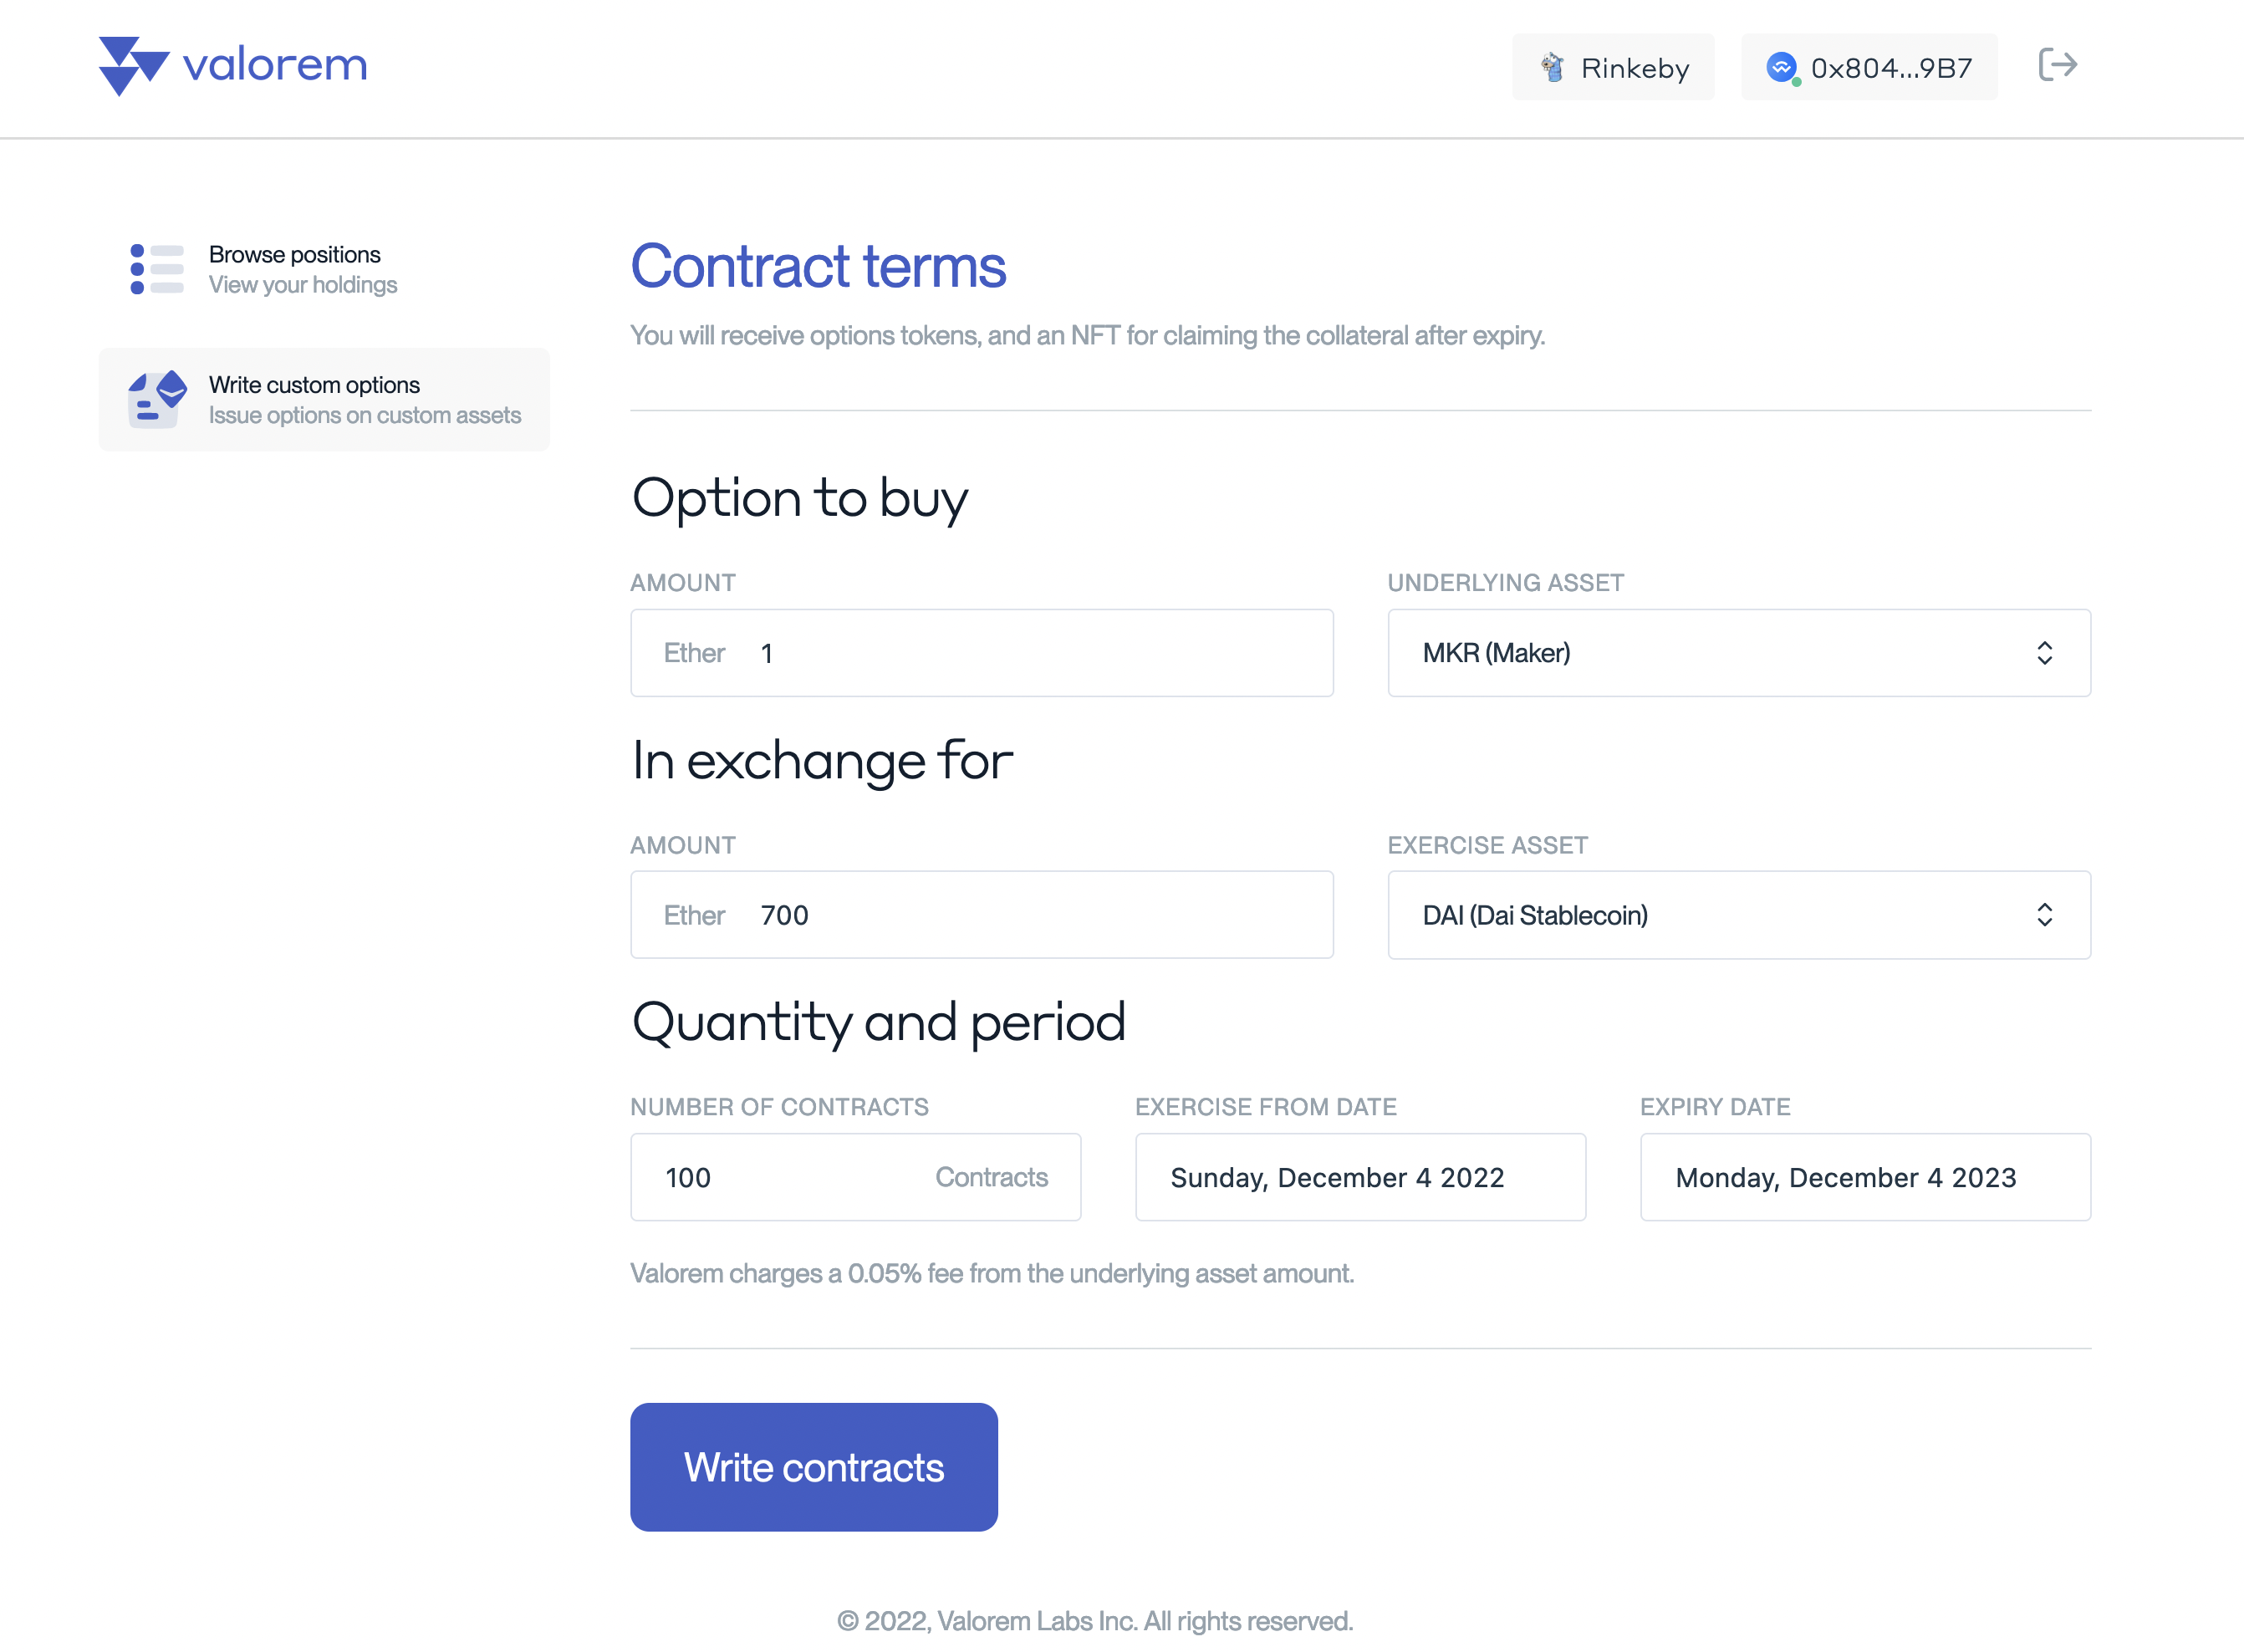 valorem
Rinkeby
0x804...9B7
Browse positions
View your holdings
Write custom options
Issue options on custom assets
Contract terms
You will receive options tokens, and an NFT for claiming the collateral after expiry.
Option to buy
AMOUNT
UNDERLYING ASSET
Ether 1
MKR (Maker)
In exchange for
AMOUNT
EXERCISE ASSET
Ether 700
DAI (Dai Stablecoin)
Quantity and period
NUMBER OF CONTRACTS
EXERCISE FROM DATE
EXPIRY DATE
100 Contracts
Sunday, December 4 2022
Monday, December 4 2023
Valorem charges a 0.05% fee from the underlying asset amount.
Write contracts
© 2022, Valorem Labs Inc. All rights reserved.